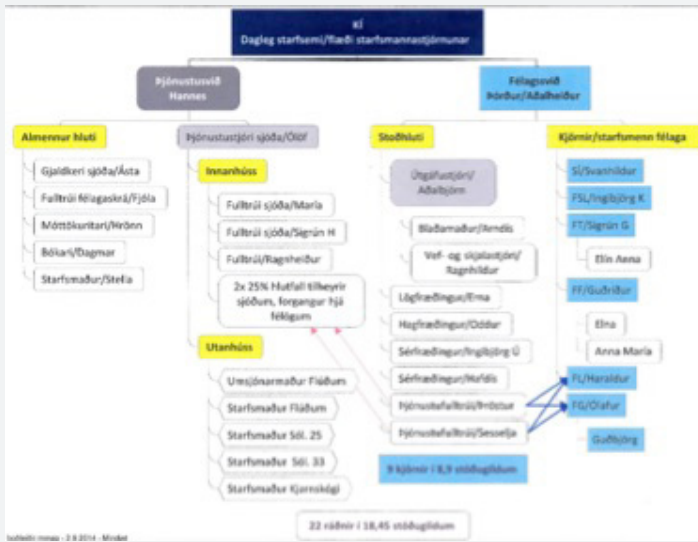 KÍ
Dagleg starfsemi/flæði starfsmannastjórnunar
Þjónustusvið
Hannes
Félagssvið
Þórður/Aðalheiður
Almennur hluti
Gjaldkeri sjóða/Ásta
Fulltrúi félagaskrá/Fjóla
Móttökuritari/Hrönn
Bókari/Dagmar
Starfsmaður/Stella
Þjónustustjóri sjóða/Ólöf
Innanhúss
Fulltrúi sjóða/María
Fulltrúi sjóða/Sigrún H
Fulltrúi/Ragnheiður
2x 25% hlutfall tilheyrir
sjóðum, forgangur hjá
félögum
Utanhúss
Umsjónarmaður Flúðum
Starfsmaður Flúðum
Starfsmaður Sól. 25
Starfsmaður Sól. 33
Starfsmaður Kjarnskógi
Stoðhluti
Útgáfustjóri/
Aðalbjörn
Blaðamaður/Arndís
Vef- og skjalastjóri/
Ragnhildur
Lögfræðingur/Erna
Hagfræðingur/Oddur
Sérfræðingur/Ingibjörg Ú
Sérfræðingur/Hafdís
Þjónustufulltrúi/Þröstur
Þjónustufulltrúi/Sesselja
9 kjörnir í 8,9 stöðugildum
Kjörnir/starfsmenn félaga
SÍ/Svanhildur
FSL/Ingibjörg K
FT/Sigrún G
Elín Anna
FF/Guðríður
Elna
Anna María
FL/Haraldur
FG/Ólafur
Guðbjörg
22 ráðnir í 18,45 stöðugildum
2.9.2014